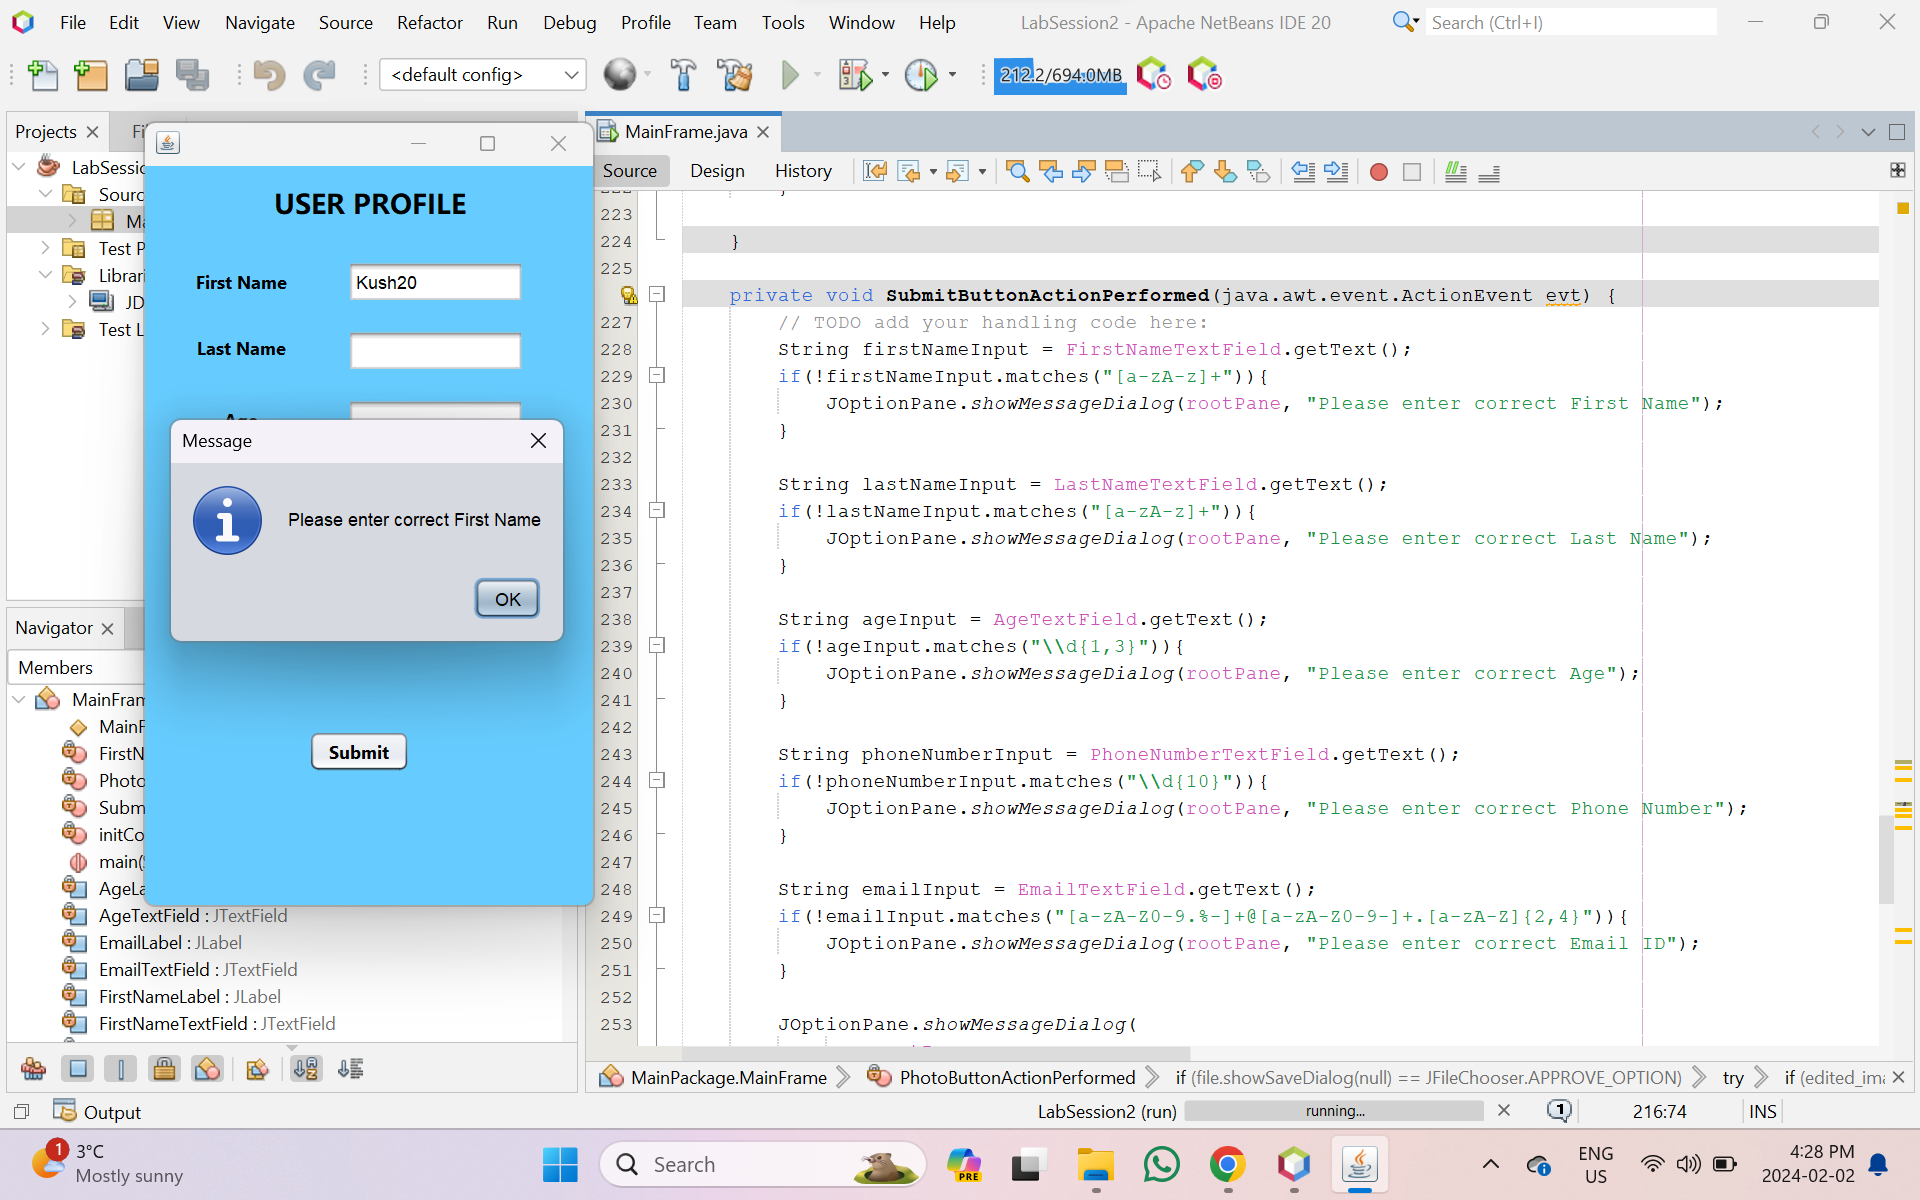 File Edit View Navigate Source Refactor Run Debug Profile Team Tools Window Help LabSession2 - Apache NetBeans IDE 20 Search (Ctrl+I)
<default config> 212.2/694.0MB
Projects
MainFrame.java
LabSessi
Sourc
Ma
Test P
Librari
JD
Test L
USER PROFILE
First Name Kush20
Last Name
Age
Message
Please enter correct First Name
OK
Submit
Source Design History
223
224 }
225
private void SubmitButtonActionPerformed(java.awt.event.ActionEvent evt) {
227 // TODO add your handling code here:
228 String firstNameInput = FirstNameTextField.getText();
229 if(!firstNameInput.matches("[a-zA-z]+")){
230 JOptionPane.showMessageDialog(rootPane, "Please enter correct First Name");
231 }
232
233 String lastNameInput = LastNameTextField.getText();
234 if(!lastNameInput.matches("[a-zA-z]+")){
235 JOptionPane.showMessageDialog(rootPane, "Please enter correct Last Name");
236 }
237
238 String ageInput = AgeTextField.getText();
239 if(!ageInput.matches("\\d{1,3}")){
240 JOptionPane.showMessageDialog(rootPane, "Please enter correct Age");
241 }
242
243 String phoneNumberInput = PhoneNumberTextField.getText();
244 if(!phoneNumberInput.matches("\\d{10}")){
245 JOptionPane.showMessageDialog(rootPane, "Please enter correct Phone Number");
246 }
247
248 String emailInput = EmailTextField.getText();
249 if(!emailInput.matches("[a-zA-Z0-9.%-]+@[a-zA-Z0-9-]+.[a-zA-Z]{2,4}")){
250 JOptionPane.showMessageDialog(rootPane, "Please enter correct Email ID");
251 }
252
253 JOptionPane.showMessageDialog(
Navigator
Members
MainFram
MainF
FirstN
Photo
Subm
initCo
main(
AgeLa
AgeTextField : JTextField
EmailLabel : JLabel
EmailTextField : JTextField
FirstNameLabel : JLabel
FirstNameTextField : JTextField
MainPackage.MainFrame PhotoButtonActionPerformed if (file.showSaveDialog(null) == JFileChooser.APPROVE_OPTION) try if (edited_ima
Output LabSession2 (run) running... 1 216:74 INS
1 3°C
Mostly sunny
Search
PRE
ENG
US
4:28 PM
2024-02-02